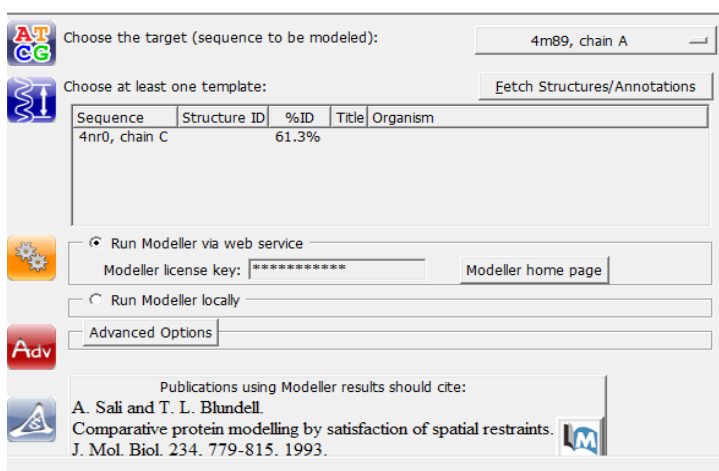 AT
CG
Choose the target (sequence to be modeled):
4m89, chain A
Choose at least one template:
Fetch Structures/Annotations
Sequence Structure ID %ID Title Organism
4nr0, chain C 61.3%
Run Modeller via web service
Modeller license key: ***********
Modeller home page
Run Modeller locally
Advanced Options
Adv
Publications using Modeller results should cite:
A. Sali and T. L. Blundell.
Comparative protein modelling by satisfaction of spatial restraints.
J. Mol. Biol. 234, 779-815, 1993.
M